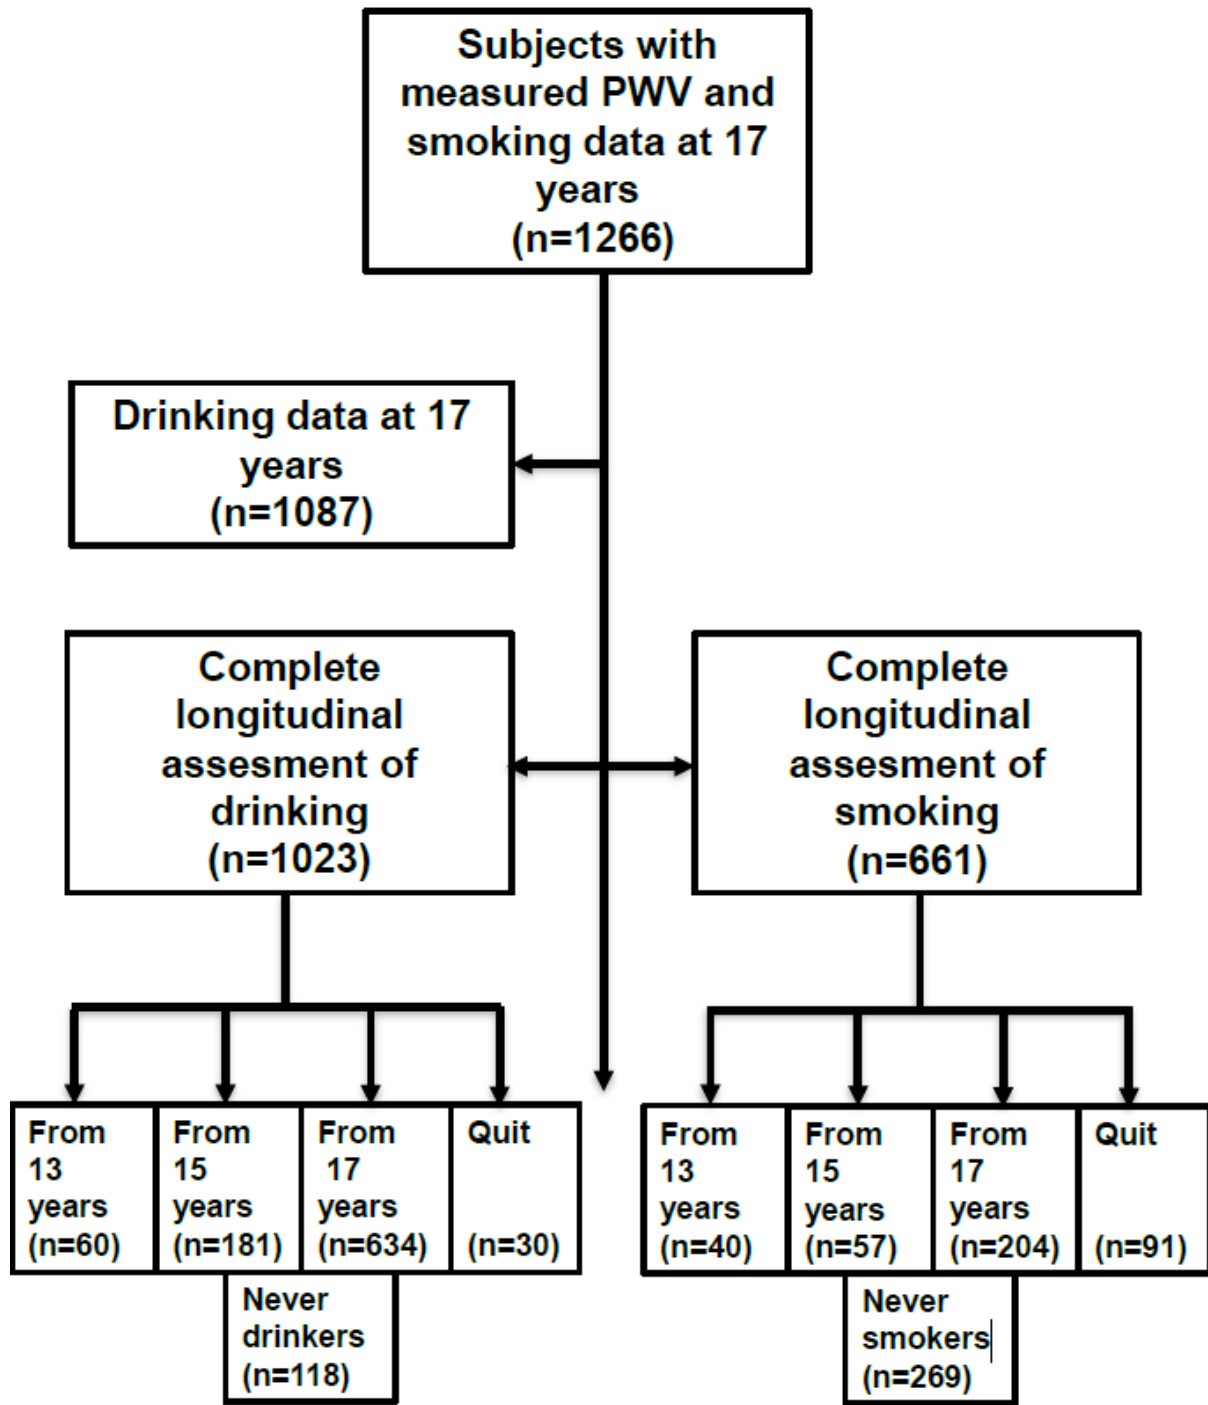 Subjects with
measured PWV and
smoking data at 17
years
(n=1266)
Drinking data at 17
years
(n=1087)
Complete
longitudinal
assesment of
drinking
(n=1023)
Complete
longitudinal
assesment of
smoking
(n=661)
From
13
years
(n=60)
From
15
years
(n=181)
From
17
years
(n=634)
Quit
(n=30)
Never
drinkers
(n=118)
From
13
years
(n=40)
From
15
years
(n=57)
From
17
years
(n=204)
Quit
(n=91)
Never
smokers
(n=269)